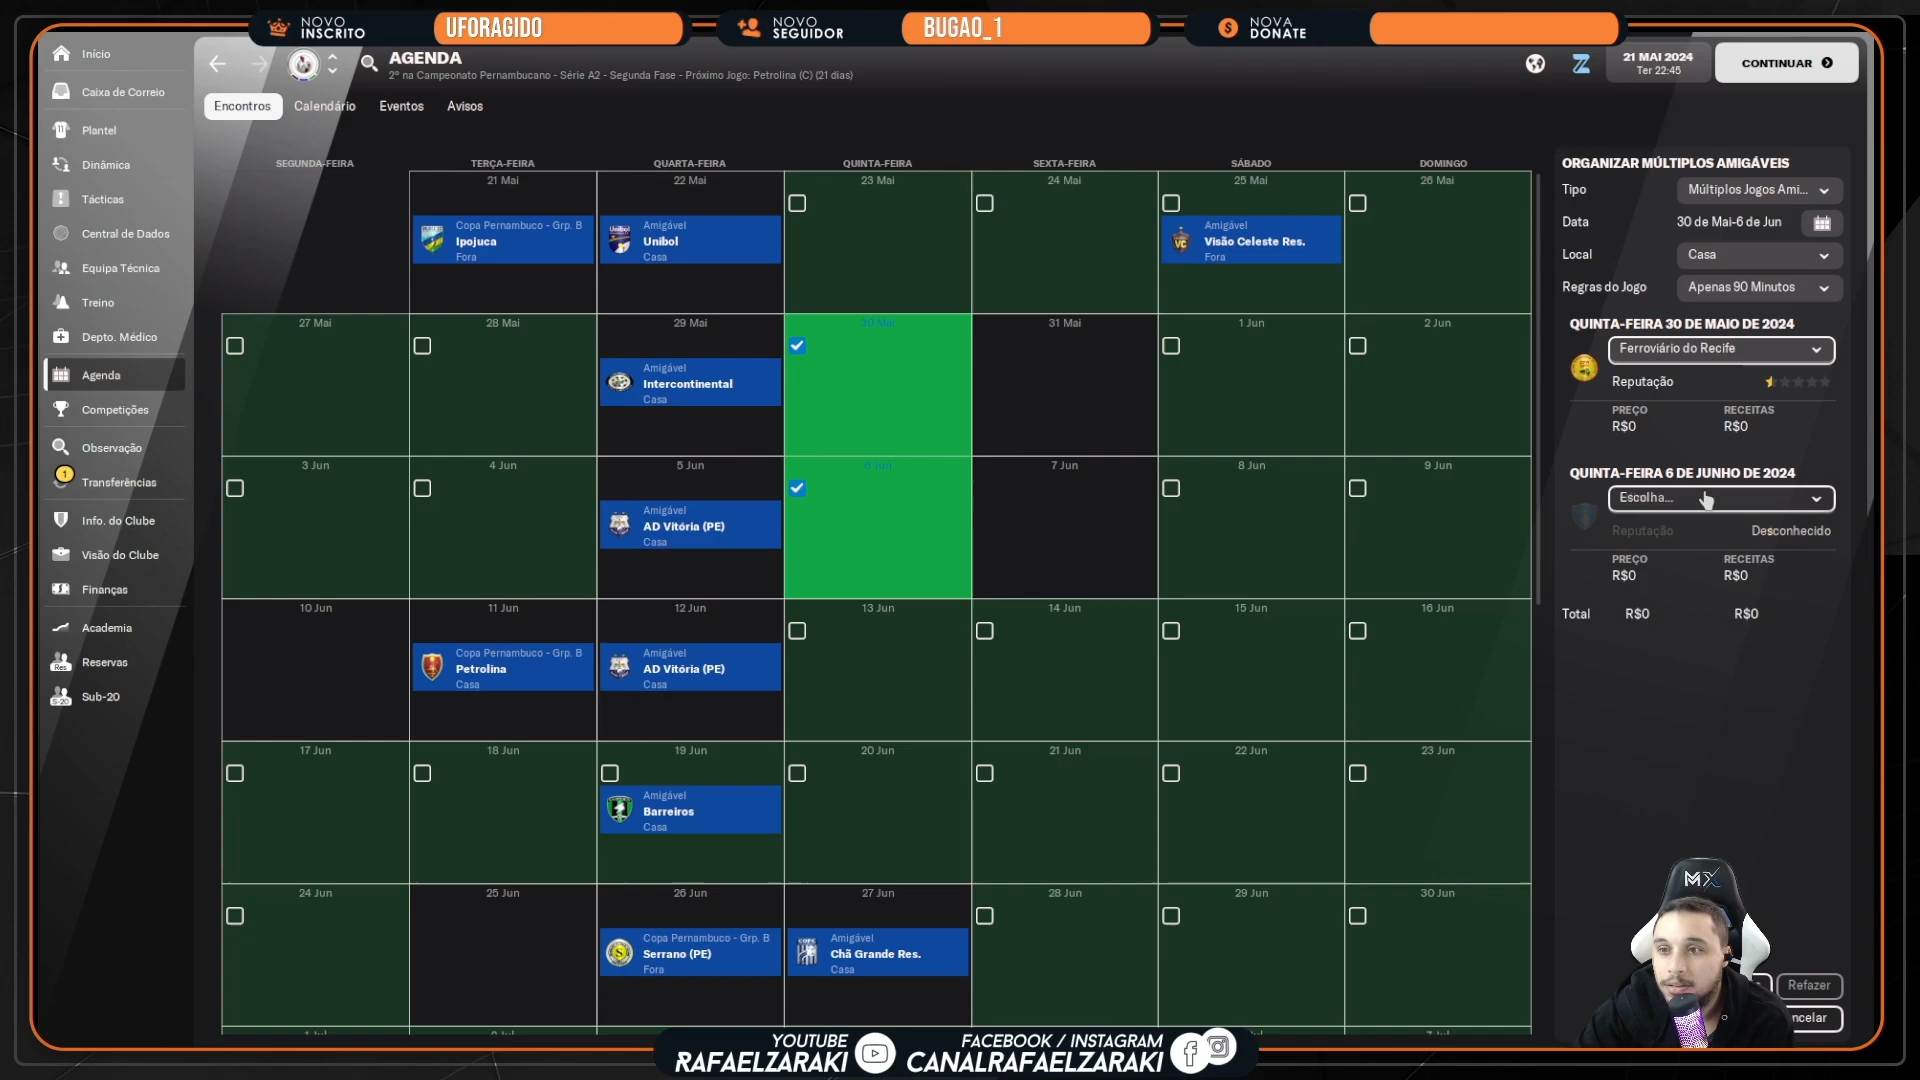 NOVO INSCRITO
UFORAGIDO
NOVO SEGUIDOR
BUGAO_1
NOVA DONATE
Início
Caixa de Correio
Plantel
Dinâmica
Tácticas
Central de Dados
Equipa Técnica
Treino
Depto. Médico
Agenda
Competições
Observação
1
Transferências
Info. do Clube
Visão do Clube
Finanças
Academia
Reservas
Sub-20
AGENDA
2º na Campeonato Pernambucano - Série A2 - Segunda Fase - Próximo Jogo: Petrolina (C) (21 dias)
21 MAI 2024
Ter 22:45
CONTINUAR
Encontros Calendário Eventos Avisos
SEGUNDA-FEIRA TERÇA-FEIRA QUARTA-FEIRA QUINTA-FEIRA SEXTA-FEIRA SÁBADO DOMINGO
21 Mai 22 Mai 23 Mai 24 Mai 25 Mai 26 Mai
Copa Pernambuco - Grp. B
Ipojuca
Fora
Amigável
Unibol
Casa
Amigável
Visão Celeste Res.
Fora
27 Mai 28 Mai 29 Mai 30 Mai 31 Mai 1 Jun 2 Jun
Amigável
Intercontinental
Casa
3 Jun 4 Jun 5 Jun 6 Jun 7 Jun 8 Jun 9 Jun
Amigável
AD Vitória (PE)
Casa
10 Jun 11 Jun 12 Jun 13 Jun 14 Jun 15 Jun 16 Jun
Copa Pernambuco - Grp. B
Petrolina
Casa
Amigável
AD Vitória (PE)
Casa
17 Jun 18 Jun 19 Jun 20 Jun 21 Jun 22 Jun 23 Jun
Amigável
Barreiros
Casa
24 Jun 25 Jun 26 Jun 27 Jun 28 Jun 29 Jun 30 Jun
Copa Pernambuco - Grp. B
Serrano (PE)
Fora
Amigável
Chã Grande Res.
Casa
ORGANIZAR MÚLTIPLOS AMIGÁVEIS
Tipo Múltiplos Jogos Ami...
Data 30 de Mai-6 de Jun
Local Casa
Regras do Jogo Apenas 90 Minutos
QUINTA-FEIRA 30 DE MAIO DE 2024
Ferroviário do Recife
Reputação
PREÇO RECEITAS
R$0 R$0
QUINTA-FEIRA 6 DE JUNHO DE 2024
Escolha...
Reputação Desconhecido
PREÇO RECEITAS
R$0 R$0
Total R$0 R$0
Refazer
ncelar
MX
YOUTUBE
RAFAELZARAKI
FACEBOOK / INSTAGRAM
CANALRAFAELZARAKI